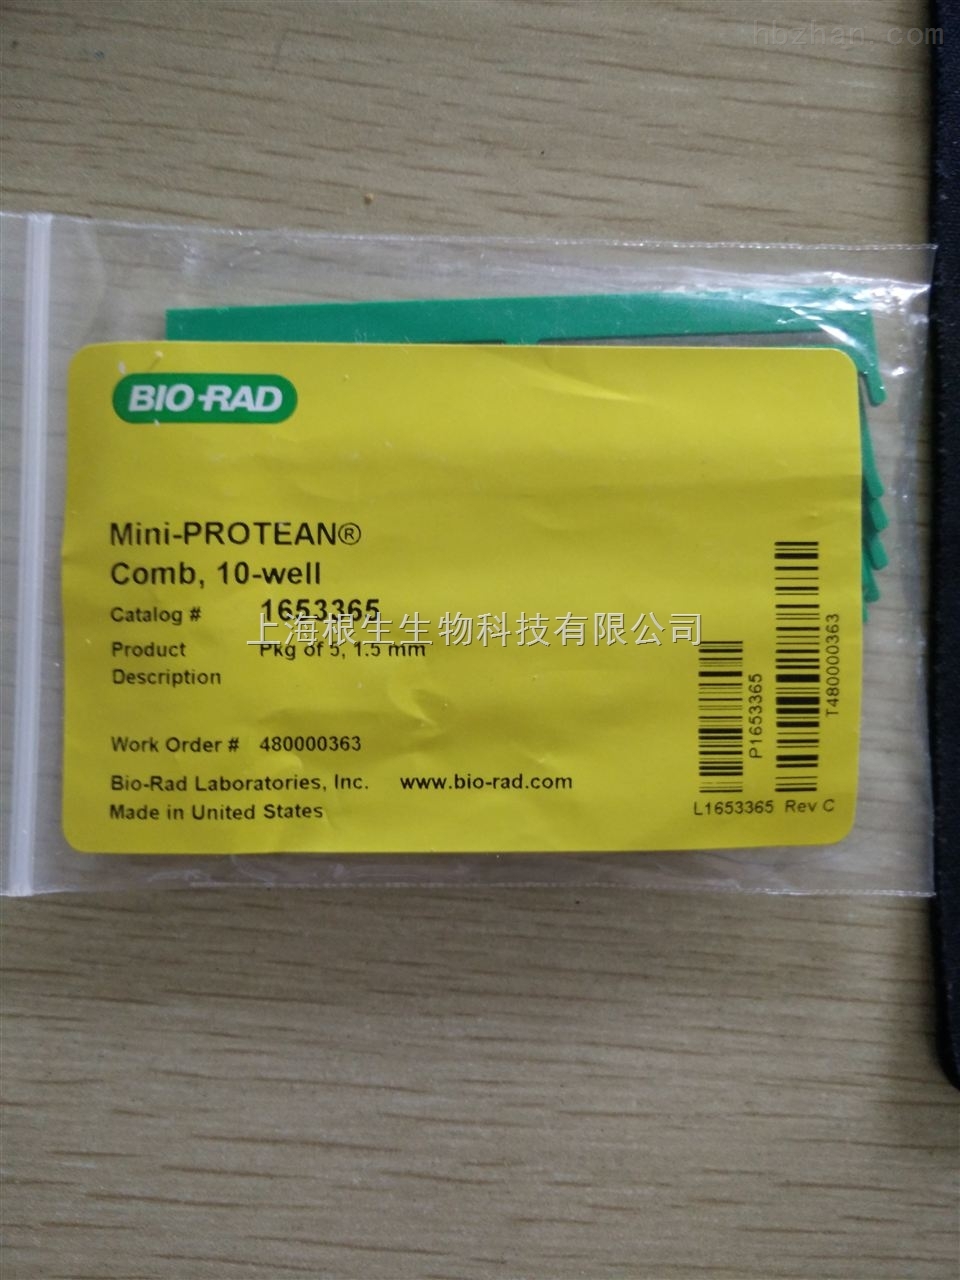 hbzhan.com
BIO-RAD
Mini-PROTEAN®
Comb, 10-well
Catalog # 1653365
上海根生生物科技有限公司
Product Description Pkg of 5, 1.5 mm
Work Order # 480000363
Bio-Rad Laboratories, Inc. www.bio-rad.com
Made in United States
P1653365
T480000363
L1653365 Rev C